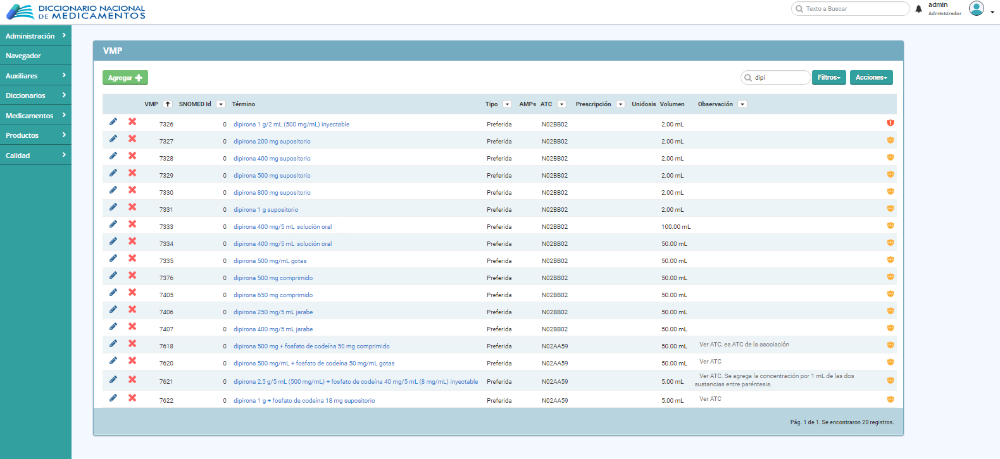 DICCIONARIO NACIONAL
DE MEDICAMENTOS
Texto a Buscar
admin
Administrador
Administración
Navegador
Auxiliares
Diccionarios
Medicamentos
Productos
Calidad
VMP
Agregar
dipi
Filtros
Acciones
VMP SNOMED Id Término Tipo AMPs ATC Prescripción Unidosis Volumen Observación
7326 0 dipirona 1 g/2 mL (500 mg/mL) inyectable Preferida N02BB02 2.00 mL
7327 0 dipirona 200 mg supositorio Preferida N02BB02 2.00 mL
7328 0 dipirona 400 mg supositorio Preferida N02BB02 2.00 mL
7329 0 dipirona 500 mg supositorio Preferida N02BB02 2.00 mL
7330 0 dipirona 800 mg supositorio Preferida N02BB02 2.00 mL
7331 0 dipirona 1 g supositorio Preferida N02BB02 2.00 mL
7333 0 dipirona 400 mg/5 mL solución oral Preferida N02BB02 100.00 mL
7334 0 dipirona 400 mg/5 mL solución oral Preferida N02BB02 50.00 mL
7335 0 dipirona 500 mg/mL gotas Preferida N02BB02 50.00 mL
7376 0 dipirona 500 mg comprimido Preferida N02BB02 50.00 mL
7405 0 dipirona 650 mg comprimido Preferida N02BB02 50.00 mL
7406 0 dipirona 250 mg/5 mL jarabe Preferida N02BB02 50.00 mL
7407 0 dipirona 400 mg/5 mL jarabe Preferida N02BB02 50.00 mL
7618 0 dipirona 500 mg + fosfato de codeína 50 mg comprimido Preferida N02AA59 50.00 mL Ver ATC, es ATC de la asociación
7620 0 dipirona 500 mg/mL + fosfato de codeína 50 mg/mL gotas Preferida N02AA59 50.00 mL Ver ATC
7621 0 dipirona 2,5 g/5 mL (500 mg/mL) + fosfato de codeína 40 mg/5 mL (8 mg/mL) inyectable Preferida N02AA59 5.00 mL Ver ATC. Se agrega la concentración por 1 mL de las dos
sustancias entre paréntesis.
7622 0 dipirona 1 g + fosfato de codeína 18 mg supositorio Preferida N02AA59 5.00 mL Ver ATC
Pág. 1 de 1. Se encontraron 20 registros.